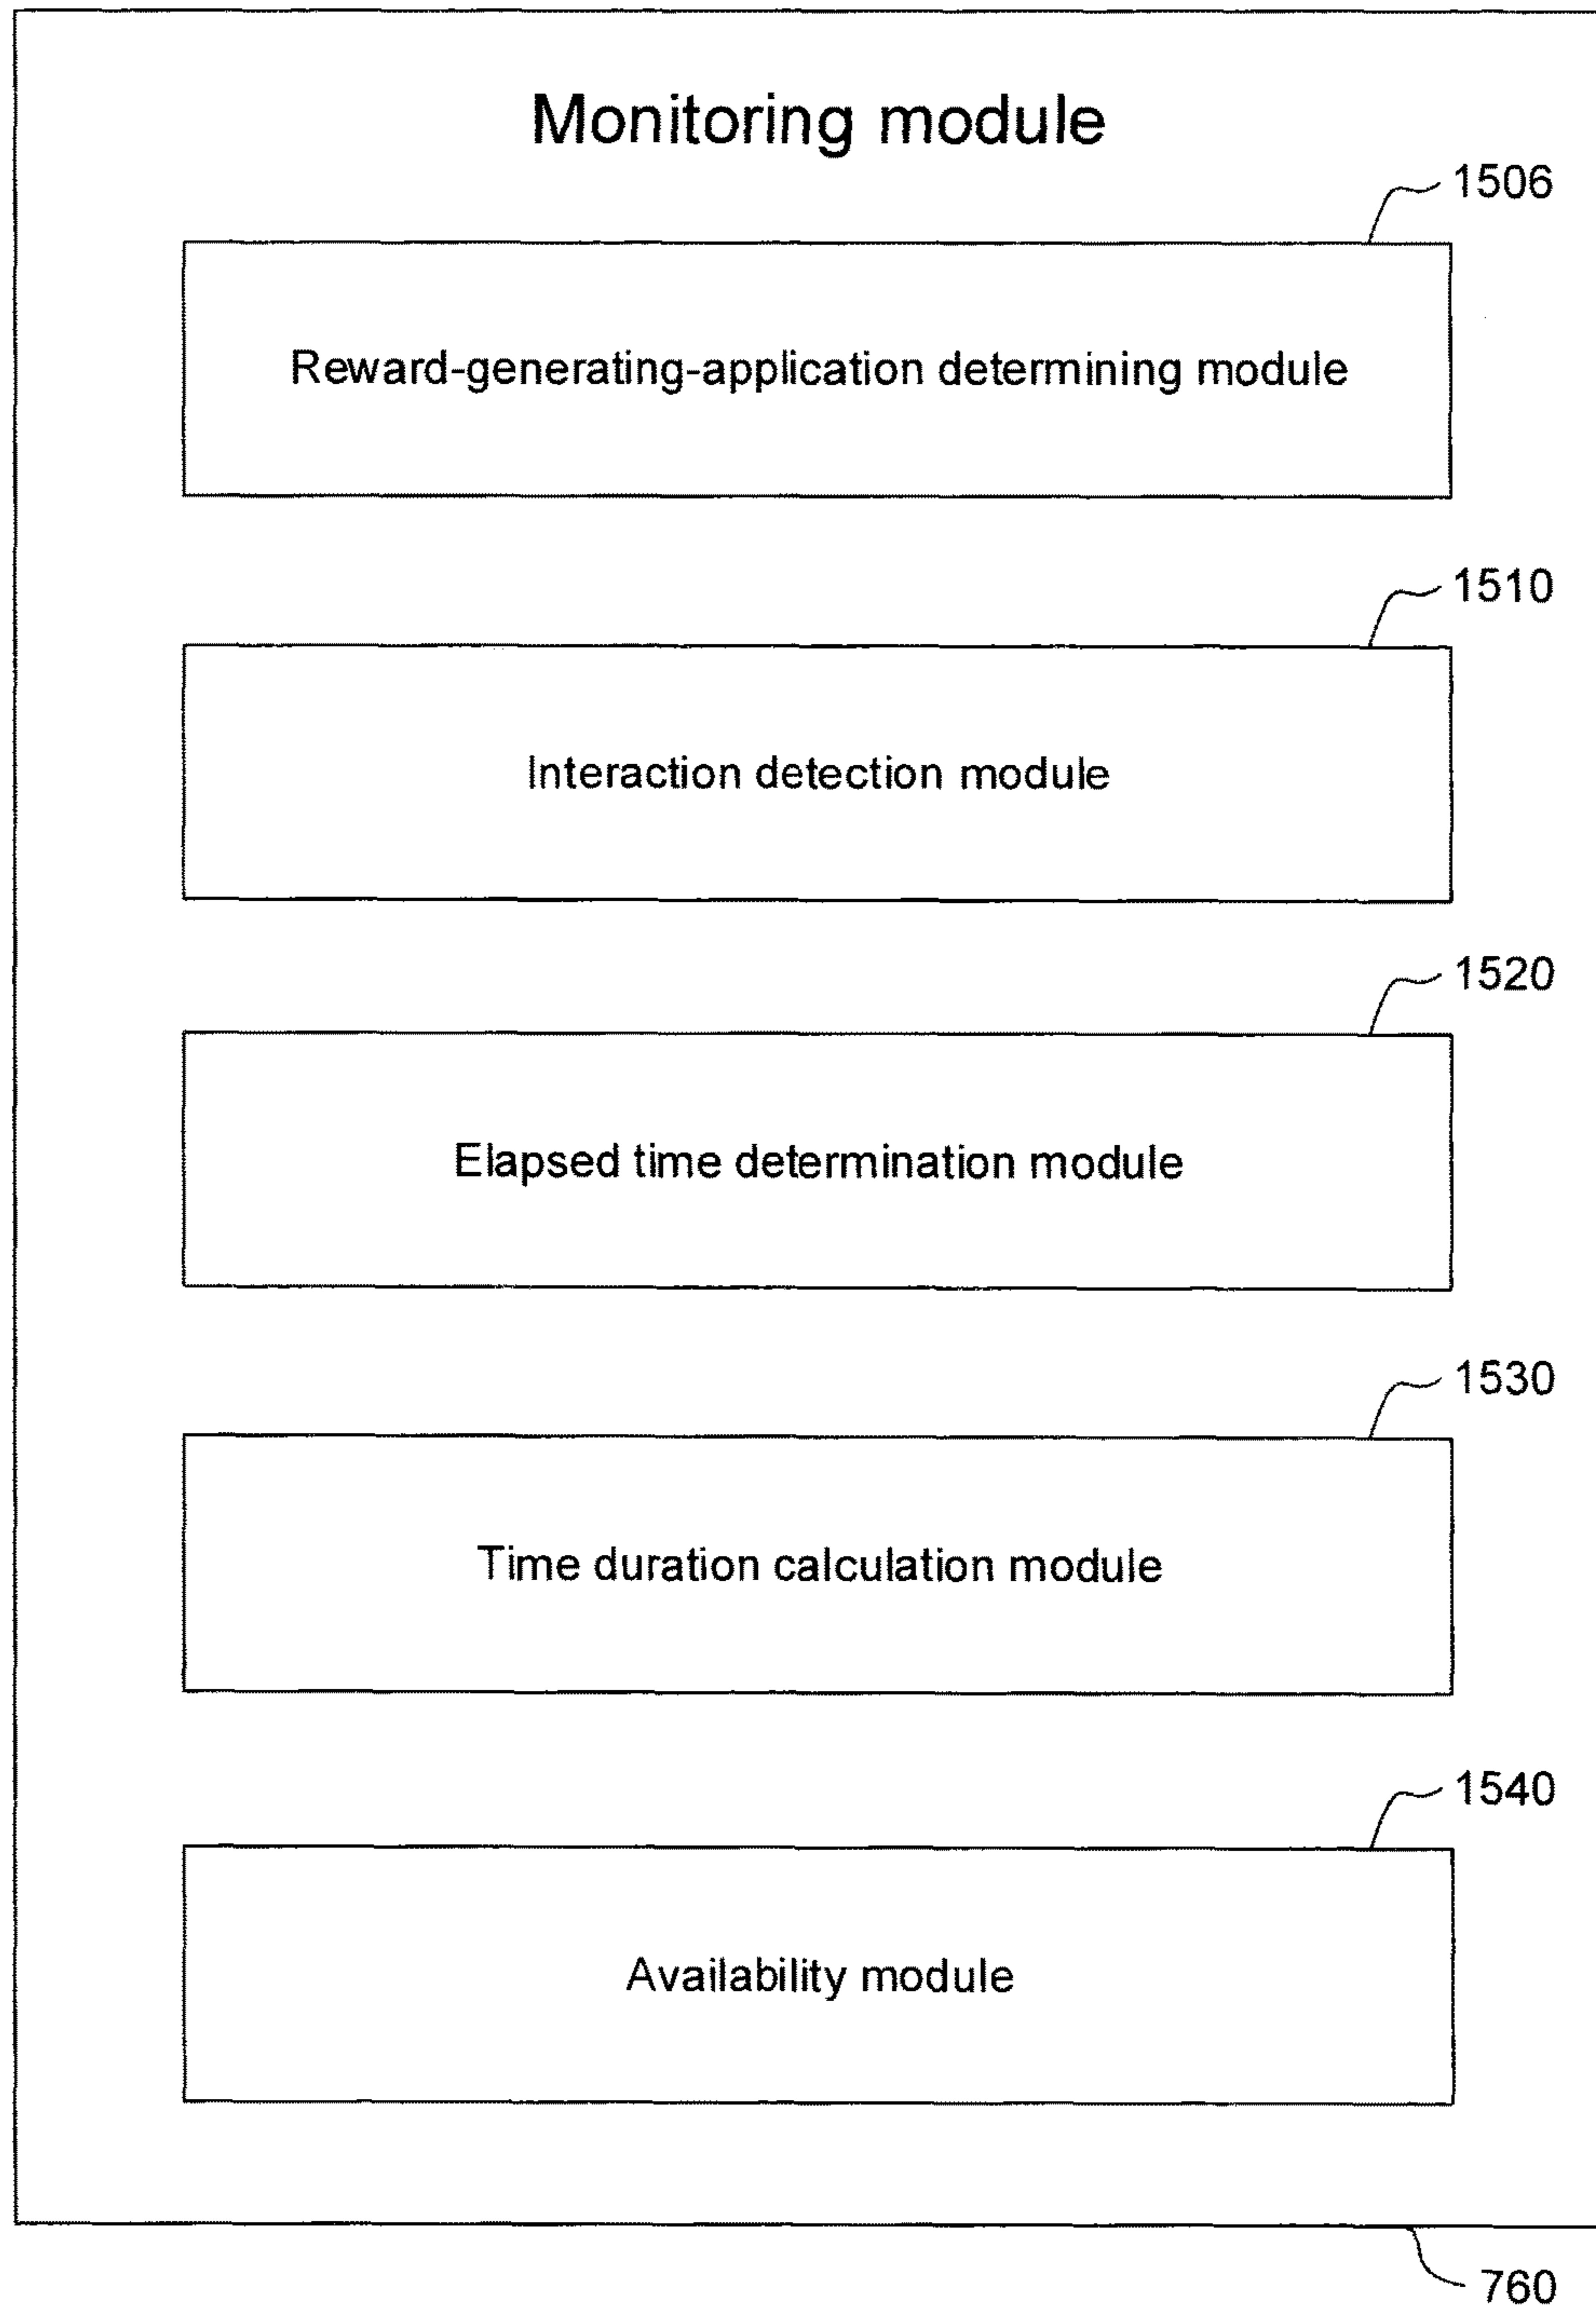 Monitoring module
1506
Reward-generating-application determining module
1510
Interaction detection module
1520
Elapsed time determination module
1530
Time duration calculation module
1540
Availability module
760